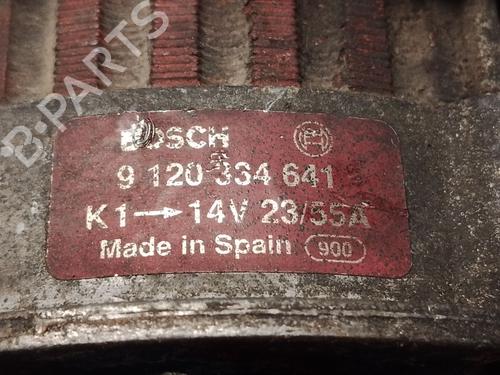 BOSCH
9 120 334 641
K1→14V 23/55A
Made in Spain 900
B-PARTS